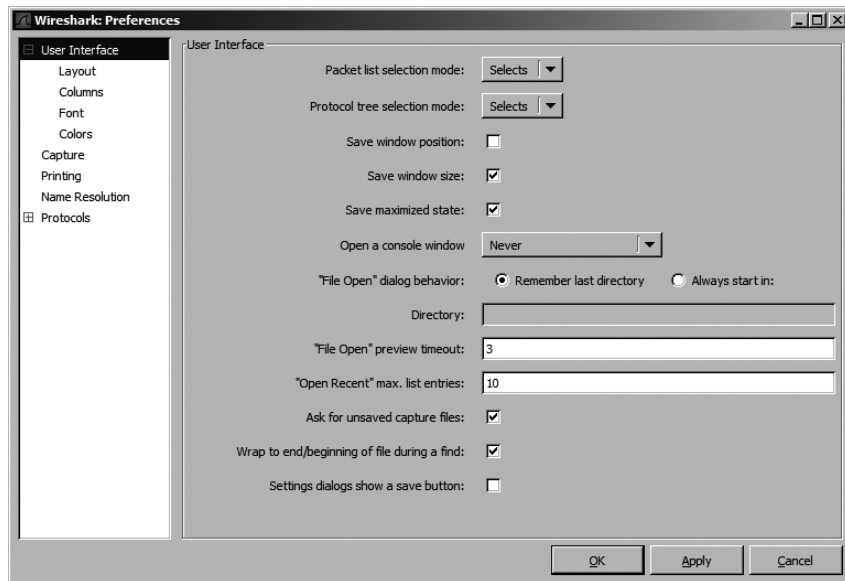 Wireshark: Preferences
User Interface
Layout
Columns
Font
Colors
Capture
Printing
Name Resolution
Protocols
User Interface
Packet list selection mode: Selects
Protocol tree selection mode: Selects
Save window position:
Save window size:
Save maximized state:
Open a console window Never
"File Open" dialog behavior: Remember last directory Always start in:
Directory:
"File Open" preview timeout: 3
"Open Recent" max. list entries: 10
Ask for unsaved capture files:
Wrap to end/beginning of file during a find:
Settings dialogs show a save button:
OK Apply Cancel